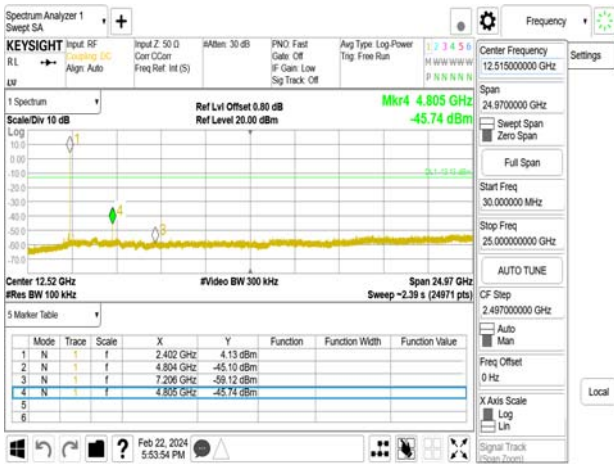 Spectrum Analyzer 1
Swept SA
+
Frequency
KEYSIGHT
RL
Input: RF
Coupling: DC
Align: Auto
Input Z: 50 Ω
Corr CCorr
Freq Ref: Int (S)
#Atten: 30 dB
PNO: Fast
Gate: Off
IF Gain: Low
Sig Track: Off
Avg Type: Log-Power
Trig: Free Run
1 2 3 4 5 6
M W W W W W
P N N N N N
1 Spectrum
Scale/Div 10 dB
Ref Lvl Offset 0.80 dB
Ref Level 20.00 dBm
Mkr4 4.805 GHz
-45.74 dBm
Log
10.0
0.00
-10.0
-20.0
-30.0
-40.0
-50.0
-60.0
-70.0
1
4
3
Center 12.52 GHz
#Res BW 100 kHz
#Video BW 300 kHz
Span 24.97 GHz
Sweep ~2.39 s (24971 pts)
5 Marker Table
Mode Trace Scale X Y Function Function Width Function Value
1 N 1 f 2.402 GHz 4.13 dBm
2 N 1 f 4.804 GHz -45.10 dBm
3 N 1 f 7.206 GHz -59.12 dBm
4 N 1 f 4.805 GHz -45.74 dBm
5
6
Feb 22, 2024
5:53:54 PM
?
Center Frequency
12.515000000 GHz
Span
24.9700000 GHz
Swept Span
Zero Span
Full Span
Start Freq
30.000000 MHz
Stop Freq
25.000000000 GHz
AUTO TUNE
CF Step
2.497000000 GHz
Auto
Man
Freq Offset
0 Hz
X Axis Scale
Log
Lin
Signal Track
(Span Zoom)
Settings
Local